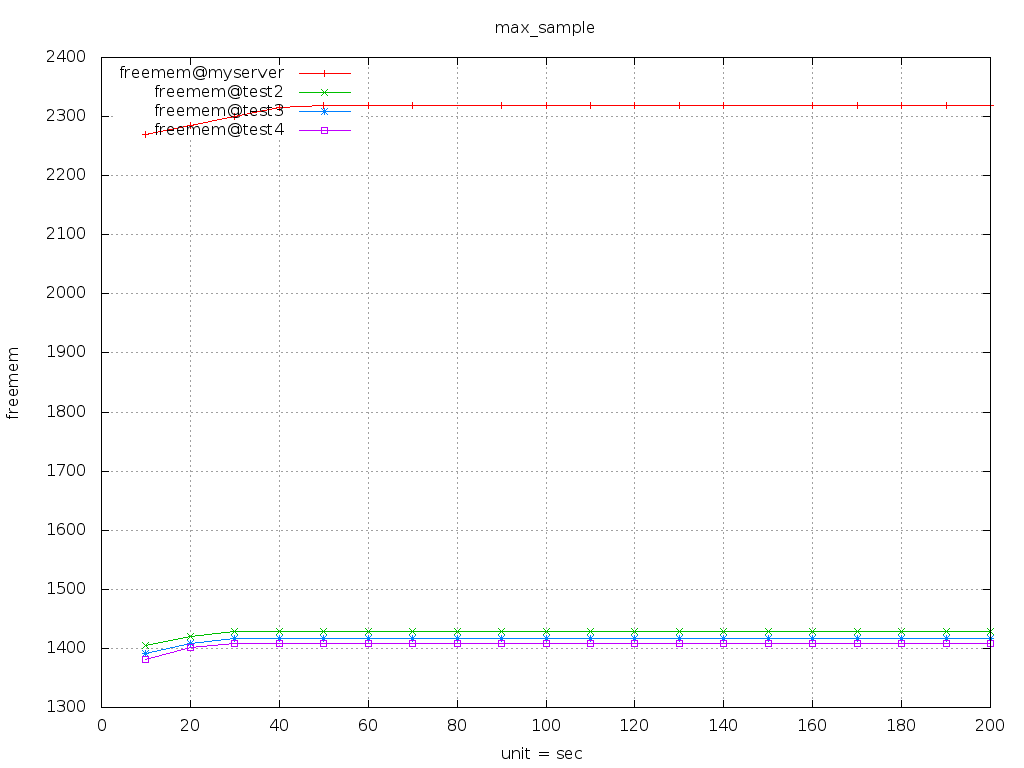 max_sample
2400
2300
2200
2100
2000
1900
1800
1700
1600
1500
1400
1300
freemem@myserver
freemem@test2
freemem@test3
freemem@test4
freemem
0 20 40 60 80 100 120 140 160 180 200
unit = sec